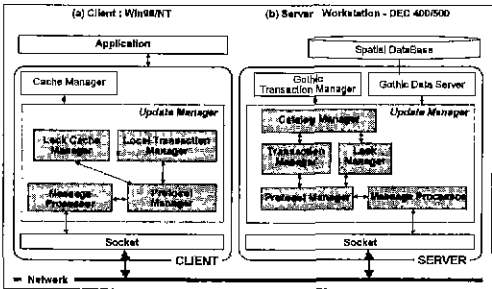 (a) Client : Win98/NT
Application
Cache Manager
Update Manager
Lock Cache
Manager
Local Transaction
Manager
Message
Processor
Protocol
Manager
Socket
CLIENT
(b) Server Workstation - DEC 400/500
Spatial DataBase
Gothic
Transaction Manager
Gothic Data Server
Update Manager
Catalog Manager
Transaction
Manager
Lock
Manager
Protocol Manager
Message Processor
Socket
SERVER
Network